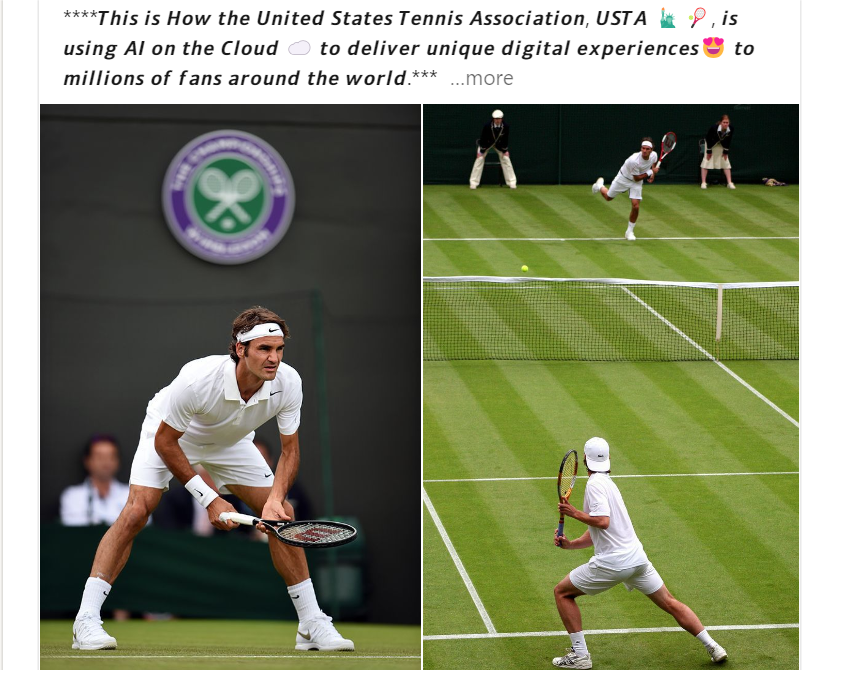 ****This is How the United States Tennis Association, USTA 🗽 🎾, is
using AI on the Cloud ☁️ to deliver unique digital experiences😍 to
millions of fans around the world.*** ...more
THE CHAMPIONSHIPS
WIMBLEDON